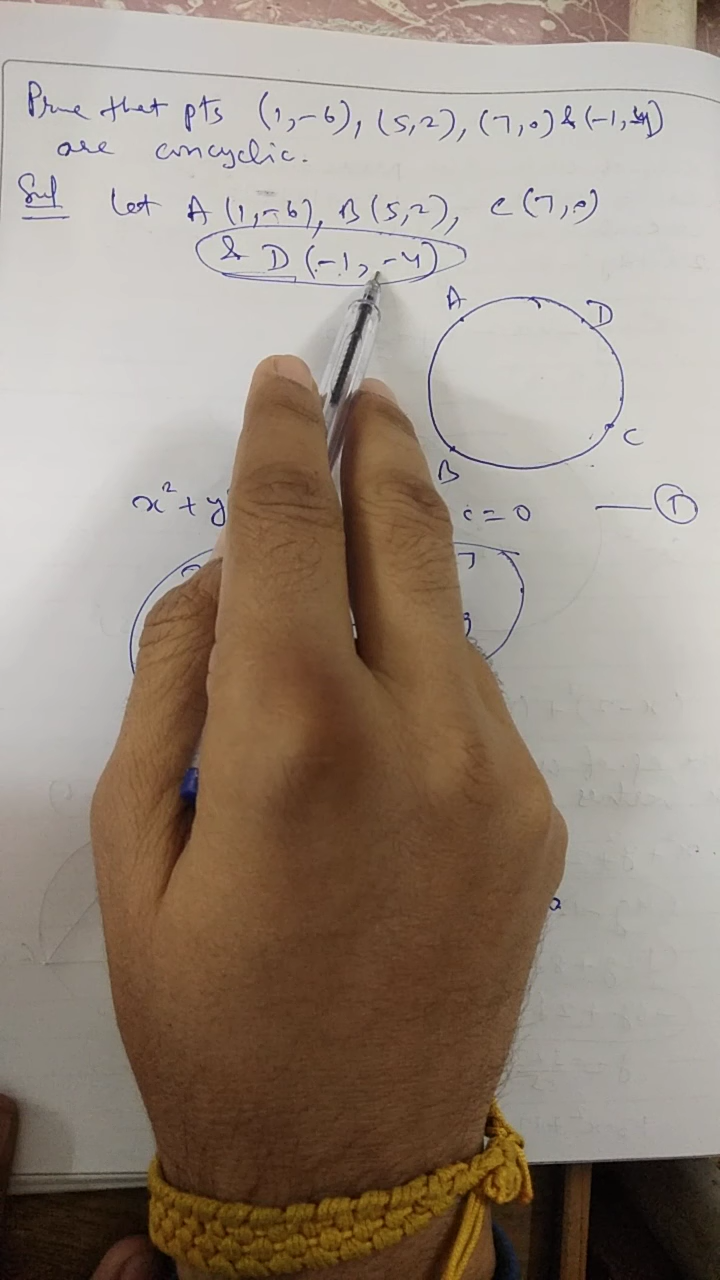 Prove that pts (1,-6), (5,2), (7,0) & (-1,-4)
are concyclic.
Sol Let A (1,-6), B (5,2), C (7,0)
& D (-1,-4)
A
D
C
B
x² + y
c = 0 — ①